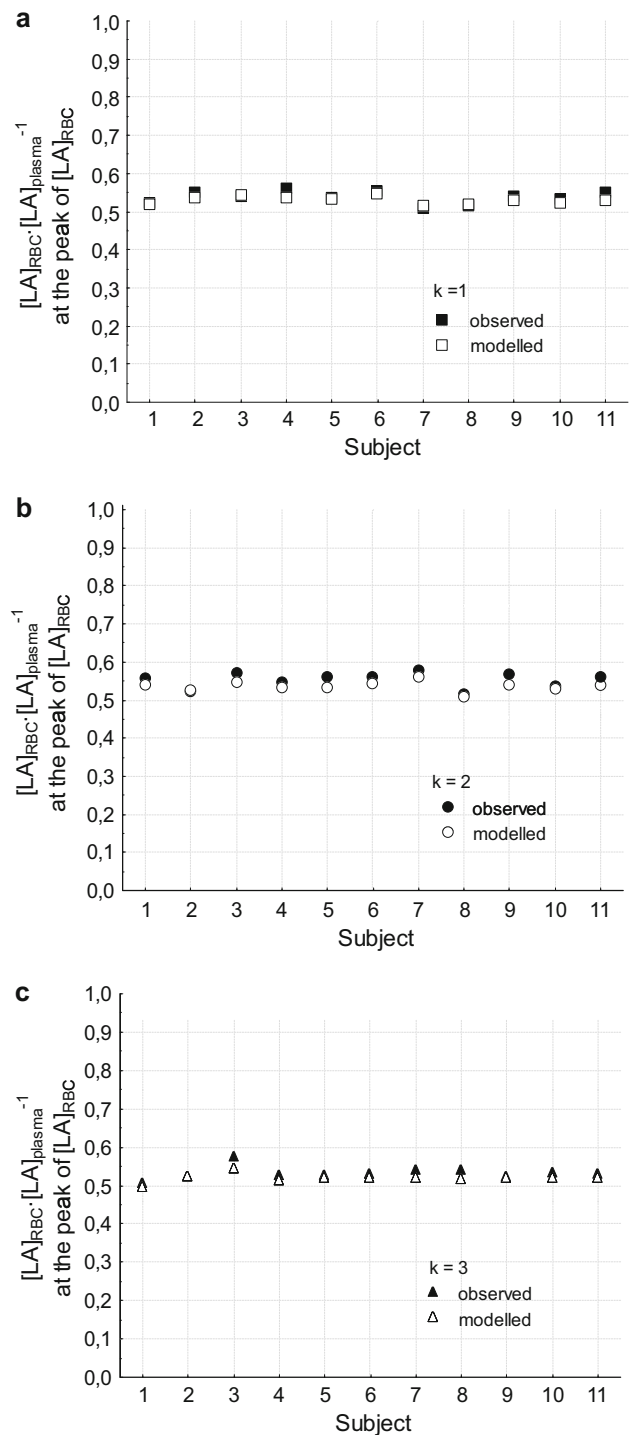 a
[LA]RBC·[LA]plasma-1
at the peak of [LA]RBC
1,0
0,9
0,8
0,7
0,6
0,5
0,4
0,3
0,2
0,1
0,0
k =1
observed
modelled
1 2 3 4 5 6 7 8 9 10 11
Subject
b
[LA]RBC·[LA]plasma-1
at the peak of [LA]RBC
1,0
0,9
0,8
0,7
0,6
0,5
0,4
0,3
0,2
0,1
0,0
k = 2
observed
modelled
1 2 3 4 5 6 7 8 9 10 11
Subject
c
[LA]RBC·[LA]plasma-1
at the peak of [LA]RBC
1,0
0,9
0,8
0,7
0,6
0,5
0,4
0,3
0,2
0,1
0,0
k = 3
observed
modelled
1 2 3 4 5 6 7 8 9 10 11
Subject